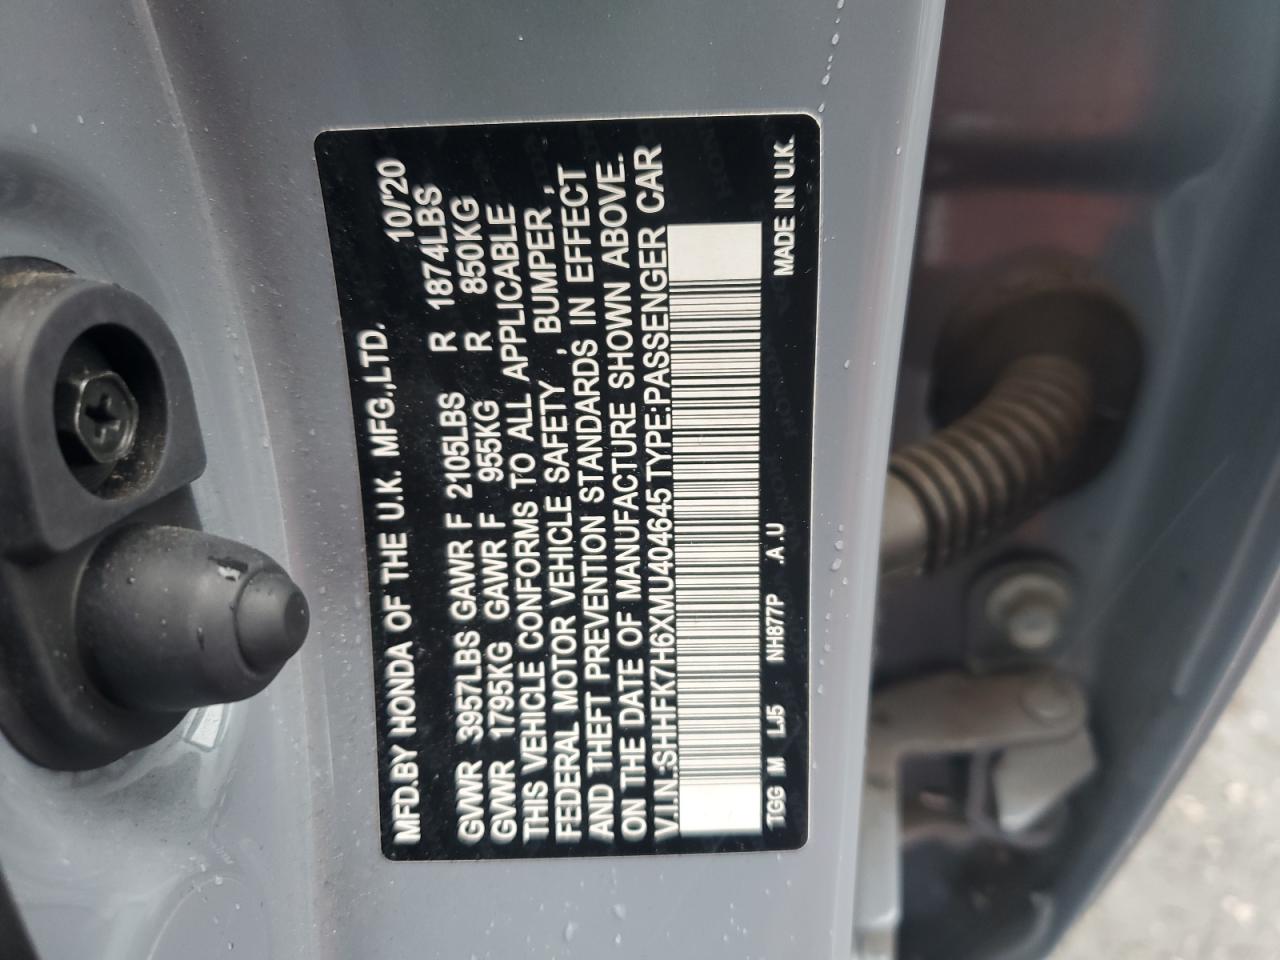 MFD.BY HONDA OF THE U.K. MFG.,LTD. 10/'20
GVWR 3957LBS GAWR F 2105LBS R 1874LBS
GVWR 1795KG GAWR F 955KG R 850KG
THIS VEHICLE CONFORMS TO ALL APPLICABLE
FEDERAL MOTOR VEHICLE SAFETY , BUMPER ,
AND THEFT PREVENTION STANDARDS IN EFFECT
ON THE DATE OF MANUFACTURE SHOWN ABOVE.
V.I.N.:SHHFK7H6XMU404645 TYPE:PASSENGER CAR
TGG M LJ5 NH877P .A.U MADE IN U.K.